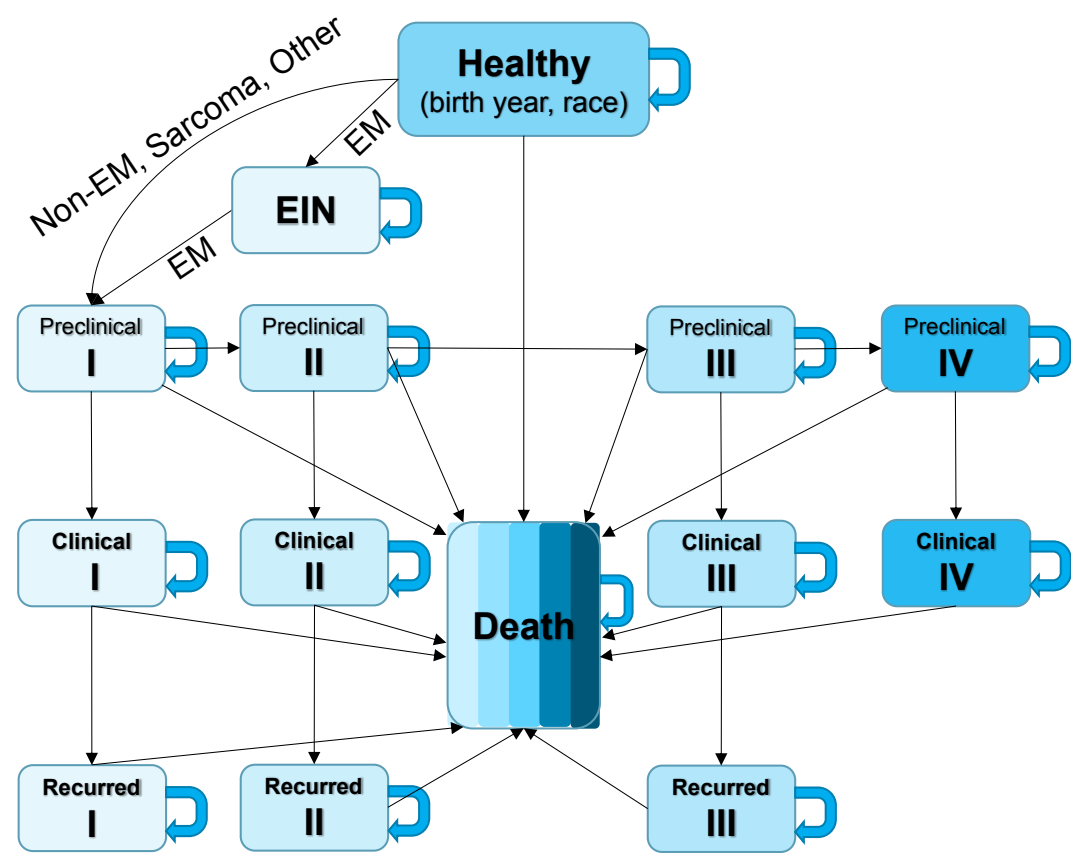 Healthy
(birth year, race)
Non-EM, Sarcoma, Other
EM
EIN
EM
Preclinical
I
Preclinical
II
Preclinical
III
Preclinical
IV
Clinical
I
Clinical
II
Clinical
III
Clinical
IV
Death
Recurred
I
Recurred
II
Recurred
III